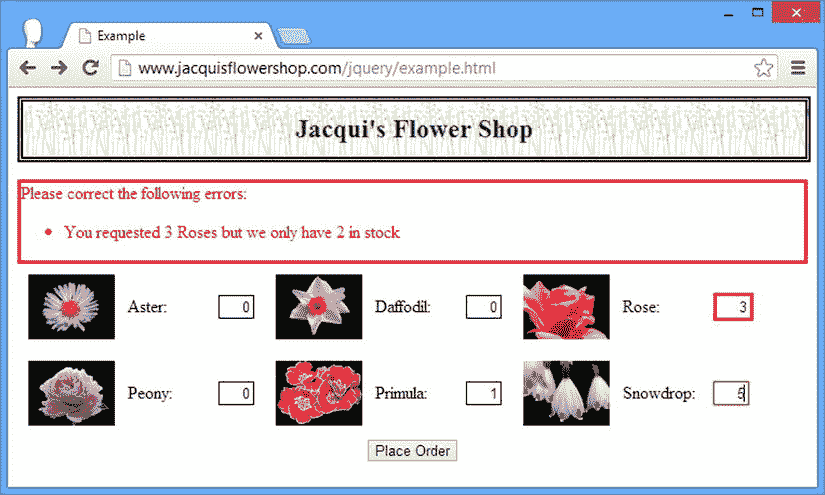 Example
www.jacquisflowershop.com/jquery/example.html
Jacqui's Flower Shop
Please correct the following errors:
• You requested 3 Roses but we only have 2 in stock
Aster: 0 Daffodil: 0 Rose: 3
Peony: 0 Primula: 1 Snowdrop: 5
Place Order